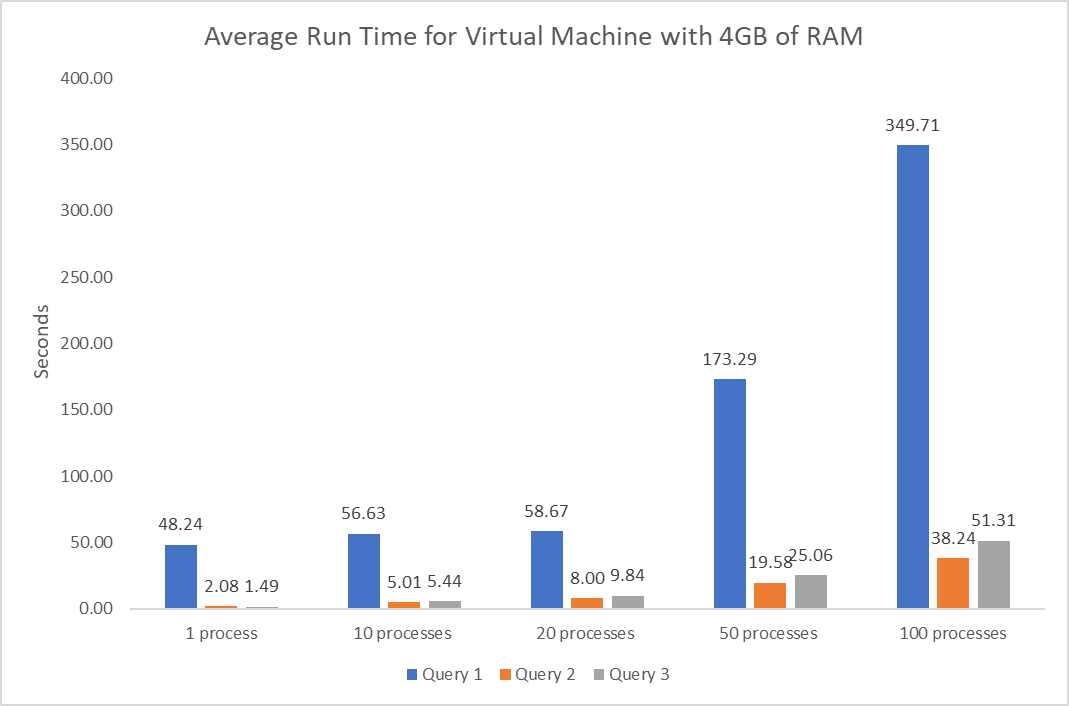 Average Run Time for Virtual Machine with 4GB of RAM
400.00
350.00
300.00
250.00
200.00
150.00
100.00
50.00
0.00
Seconds
48.24
2.08
1.49
56.63
5.01
5.44
58.67
8.00
9.84
173.29
19.58
25.06
349.71
38.24
51.31
1 process
10 processes
20 processes
50 processes
100 processes
Query 1
Query 2
Query 3